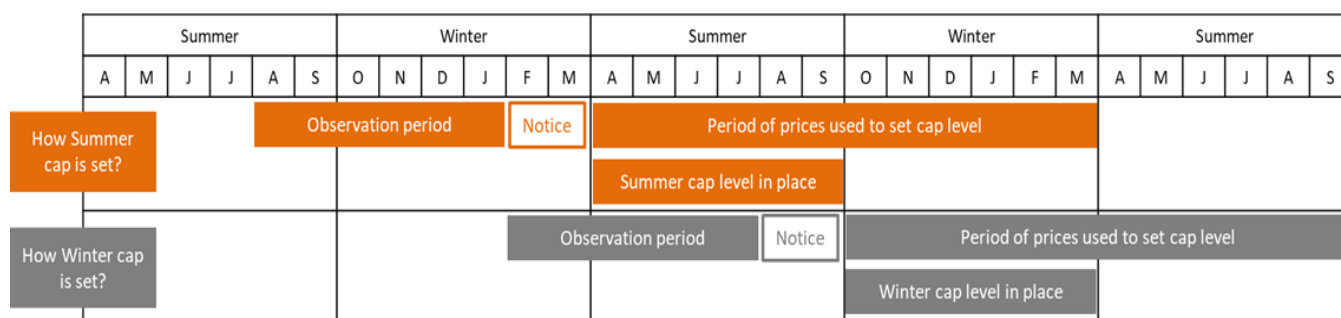 Summer Winter Summer Winter Summer
A M J J A S O N D J F M A M J J A S O N D J F M A M J J A S
How Summer
cap is set?
Observation period Notice Period of prices used to set cap level
Summer cap level in place
How Winter cap
is set?
Observation period Notice Period of prices used to set cap level
Winter cap level in place